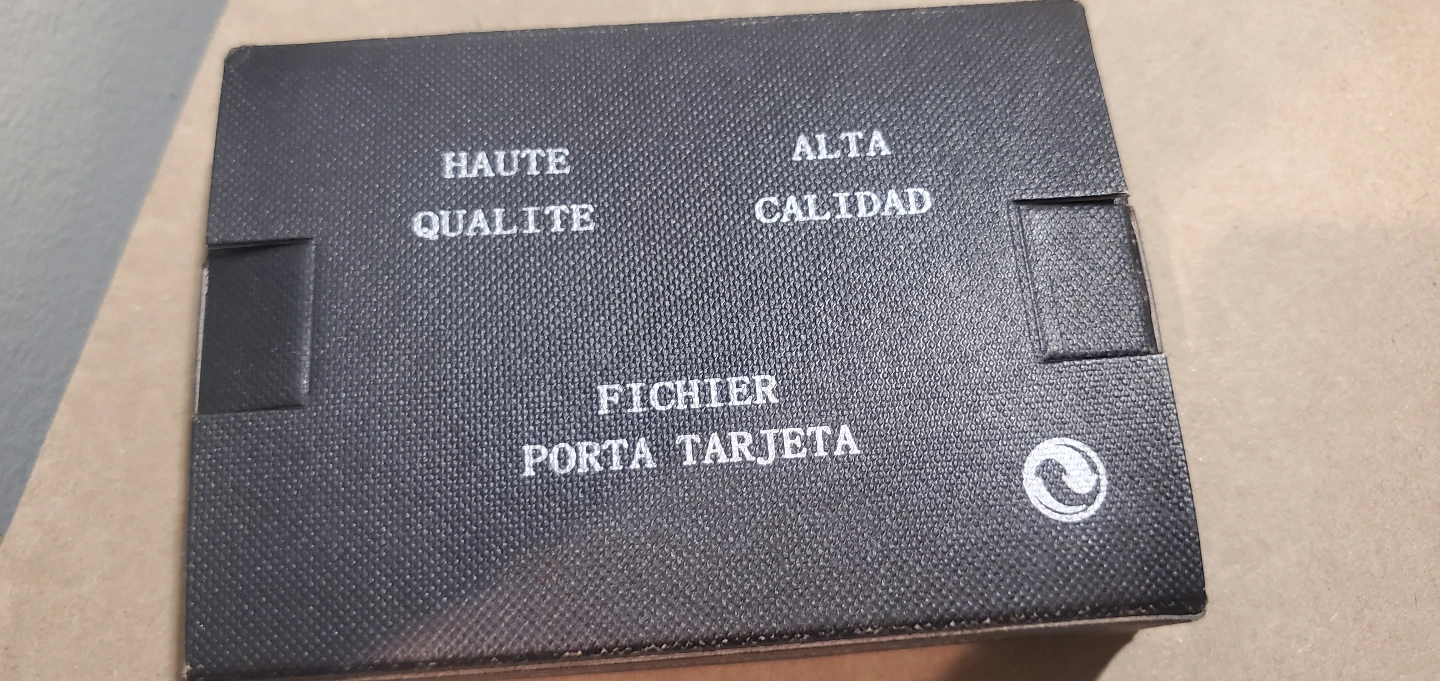 HAUTE
QUALITE
ALTA
CALIDAD
FICHIER
PORTA TARJETA